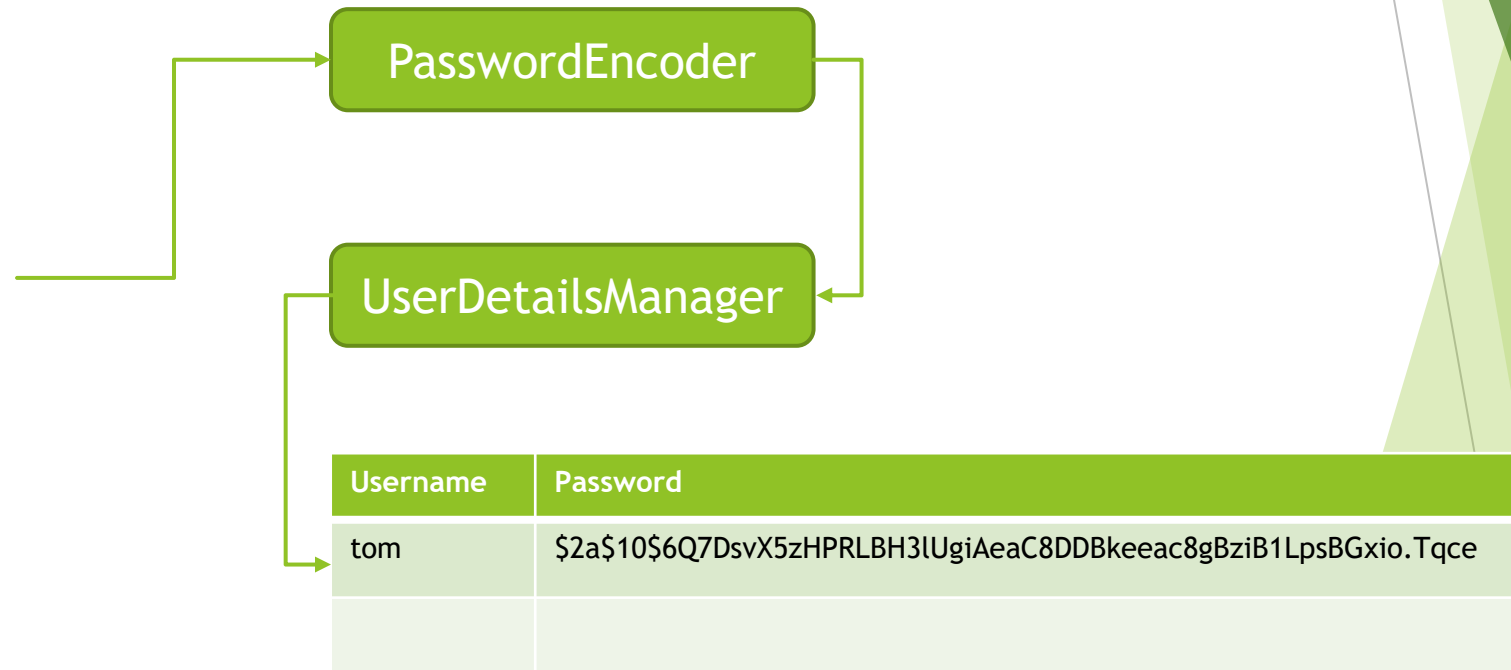 PasswordEncoder
UserDetailsManager
Username Password
tom $2a$10$6Q7DsvX5zHPRLBH3lUgiAeaC8DDBkeeac8gBziB1LpsBGxio.Tqce